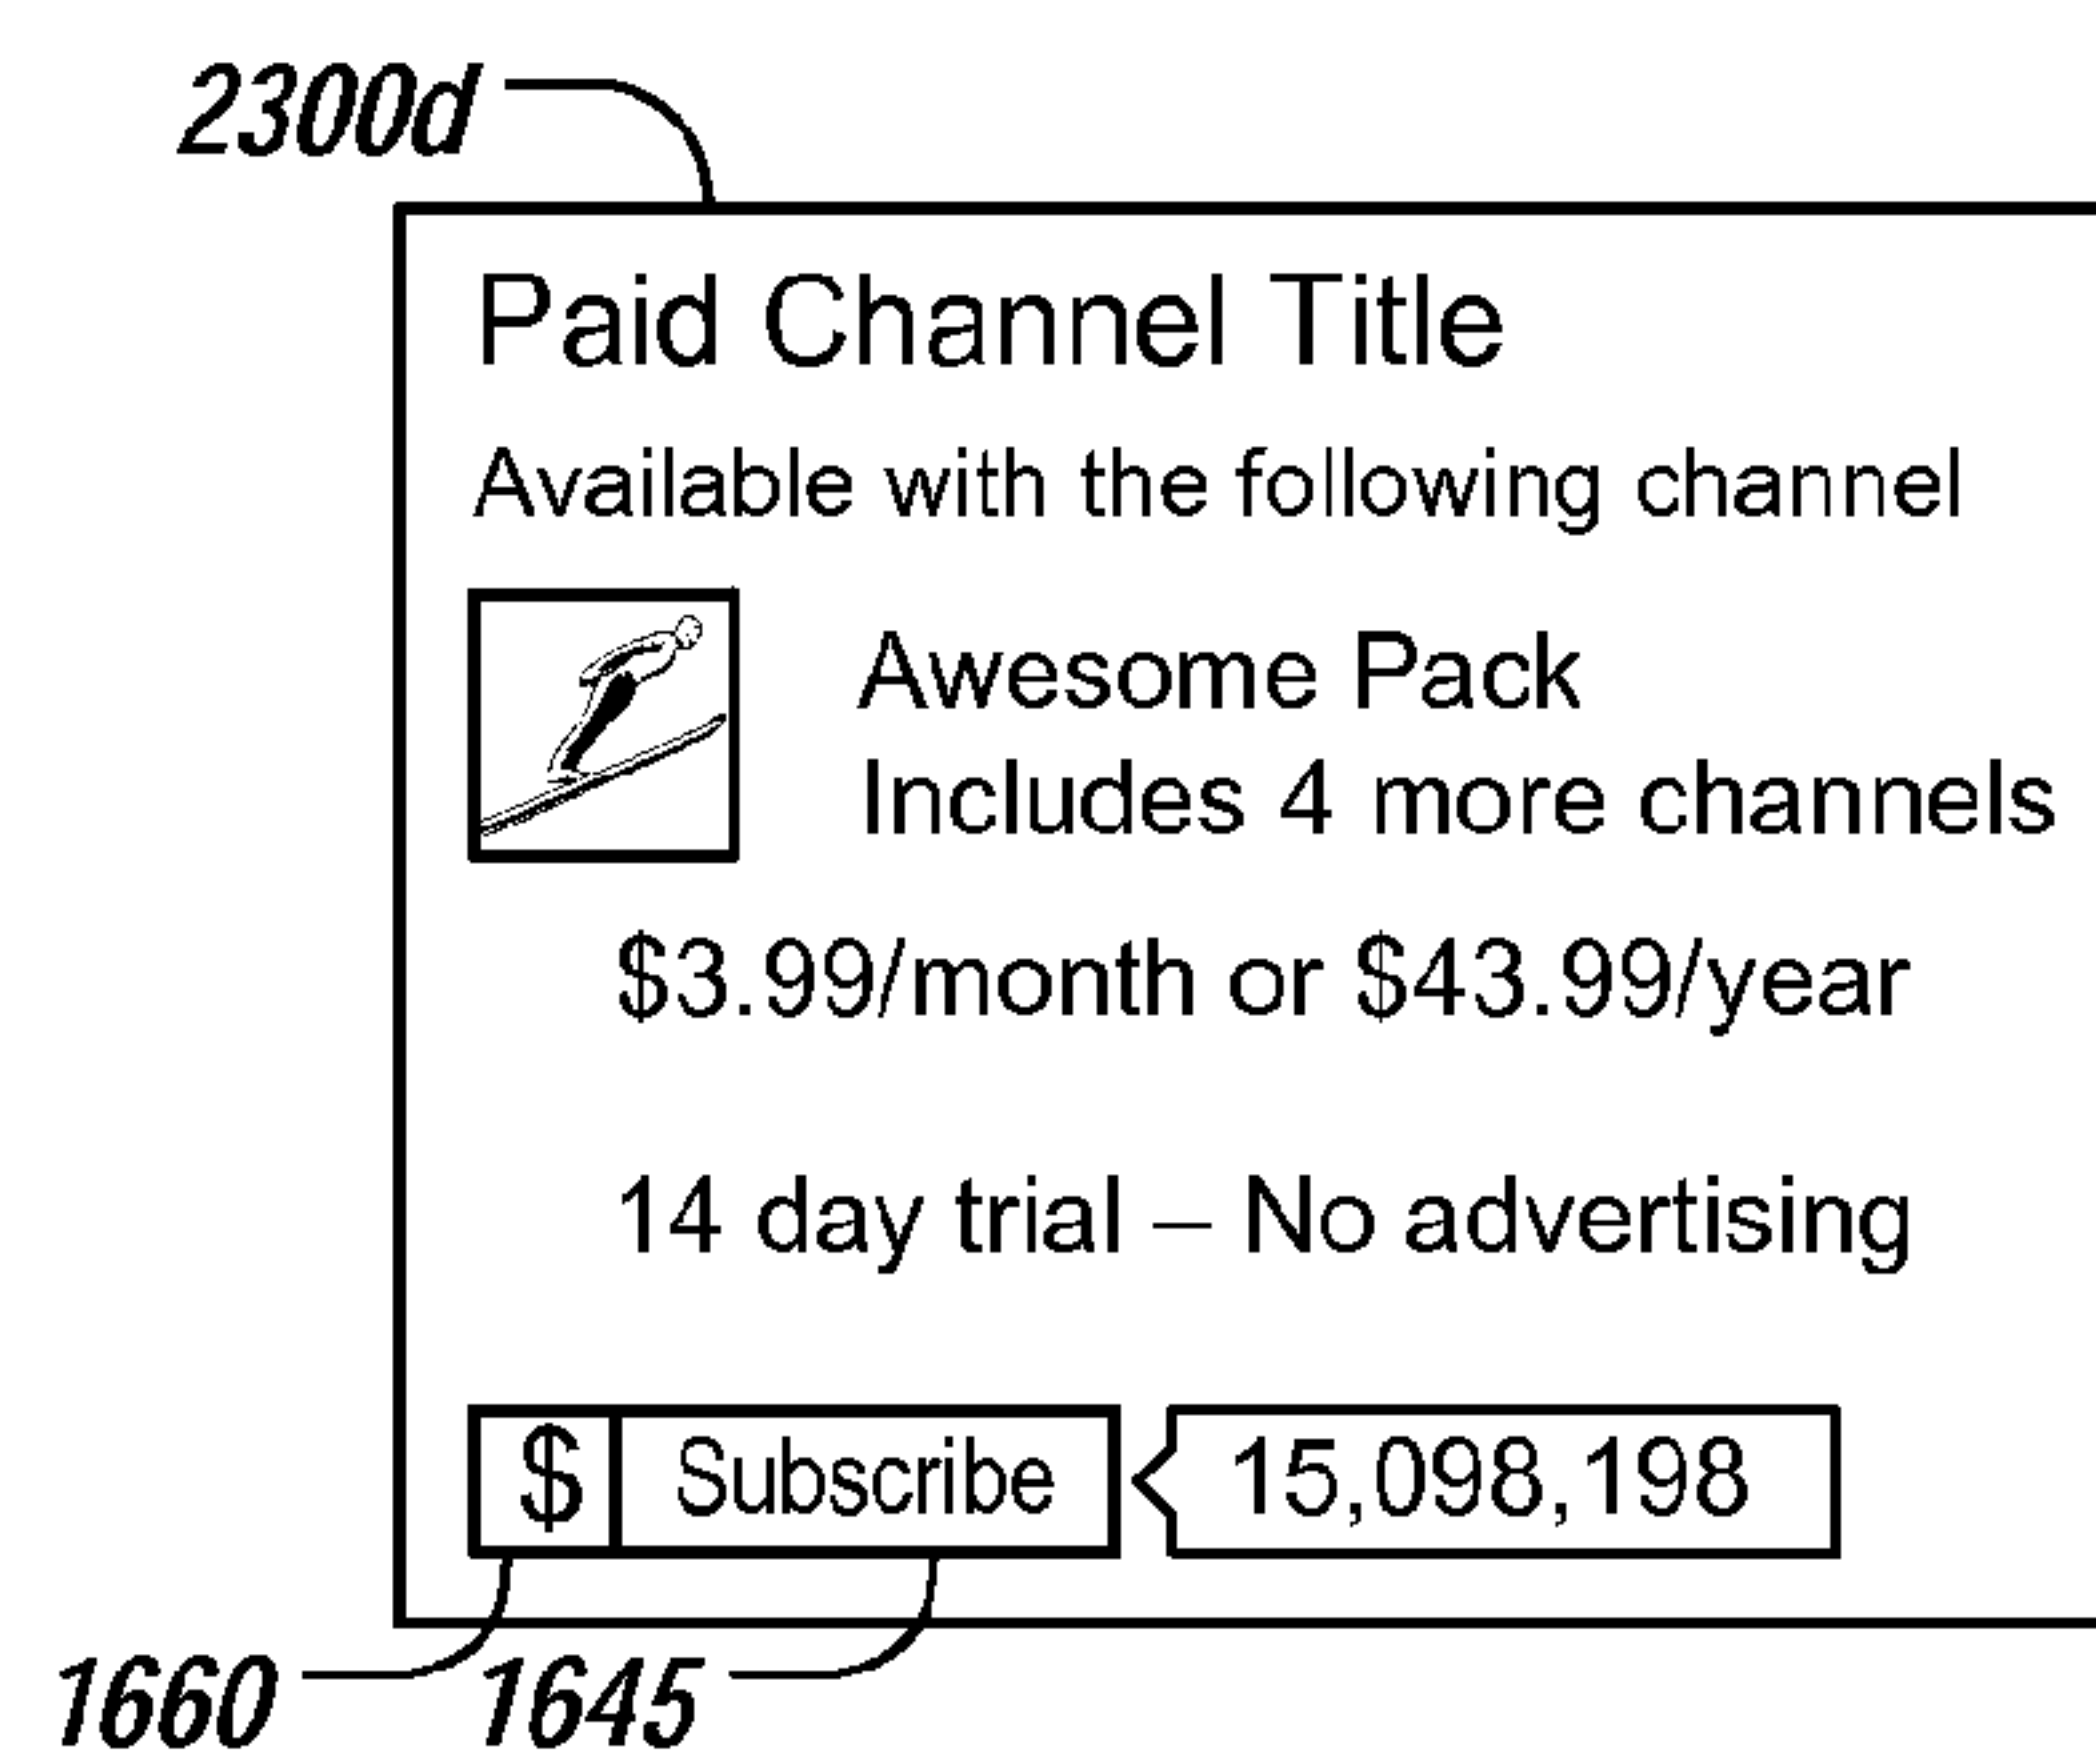 2300d
Paid Channel Title
Available with the following channel
Awesome Pack
Includes 4 more channels
$3.99/month or $43.99/year
14 day trial – No advertising
$ Subscribe 15,098,198
1660 1645